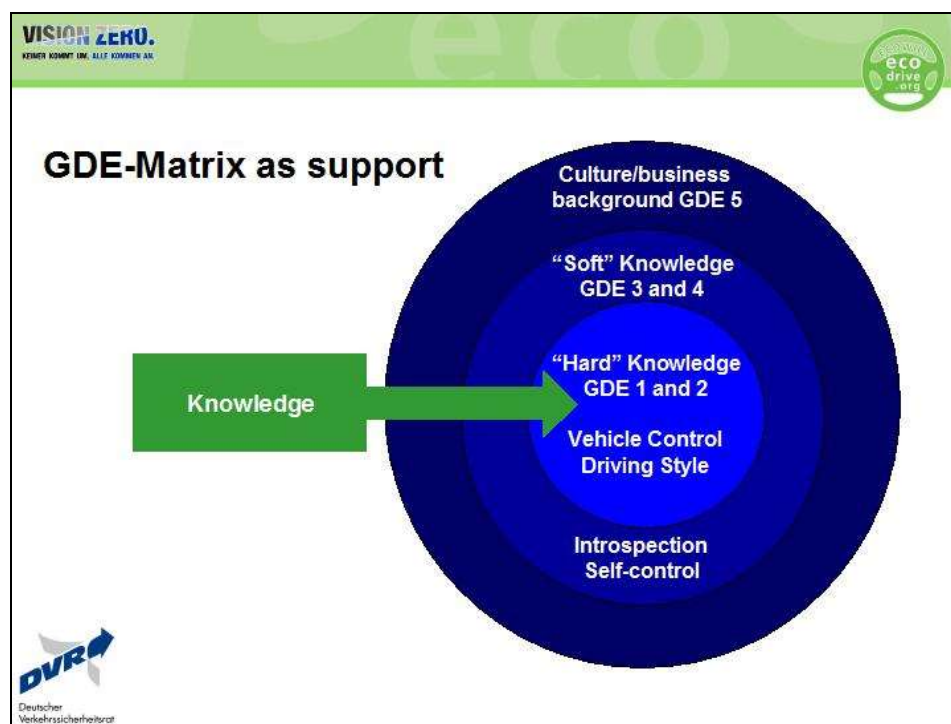 VISION ZERO.
KEINER KOMMT UM. ALLE KOMMEN AN.
eco
eco
drive
.org
GDE-Matrix as support
Culture/business
background GDE 5
“Soft” Knowledge
GDE 3 and 4
“Hard” Knowledge
GDE 1 and 2
Knowledge
Vehicle Control
Driving Style
Introspection
Self-control
DVR
Deutscher
Verkehrssicherheitsrat